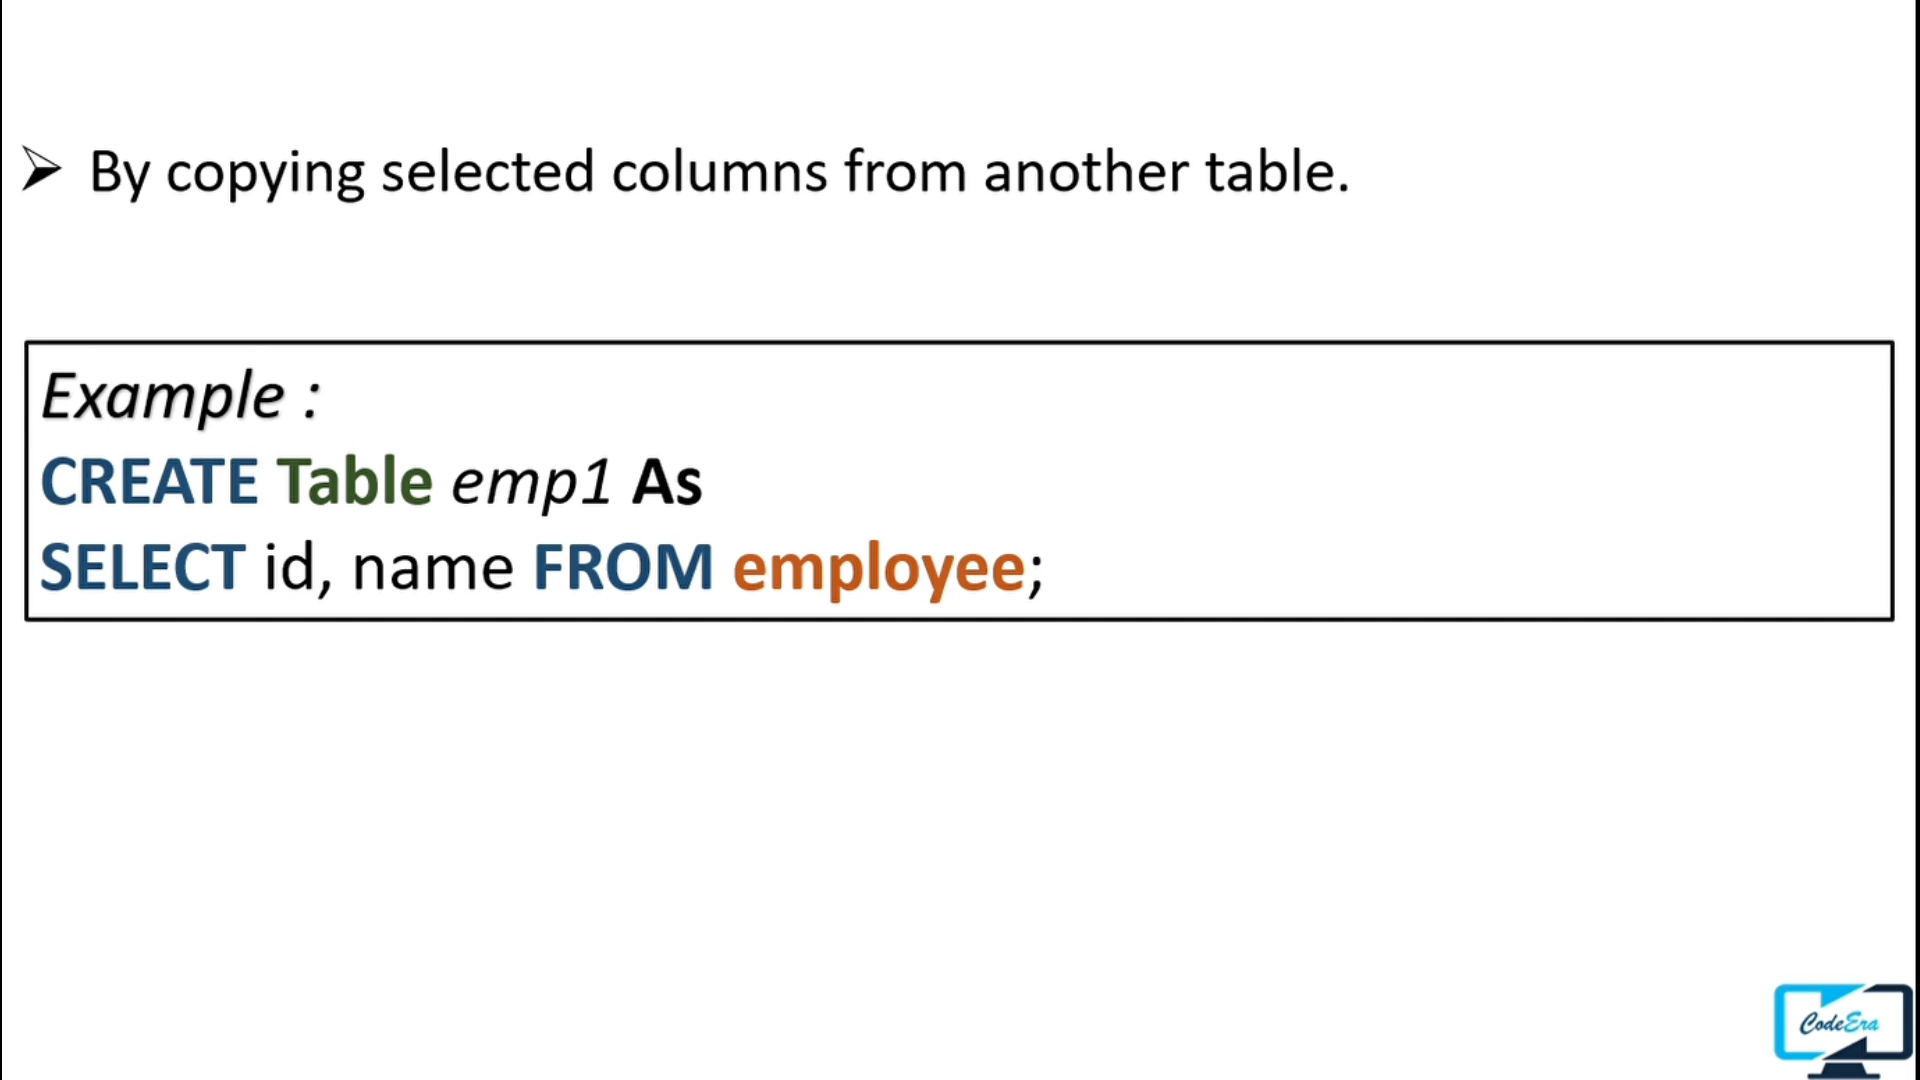 By copying selected columns from another table.
Example :
CREATE Table emp1 As
SELECT id, name FROM employee;
CodeEra